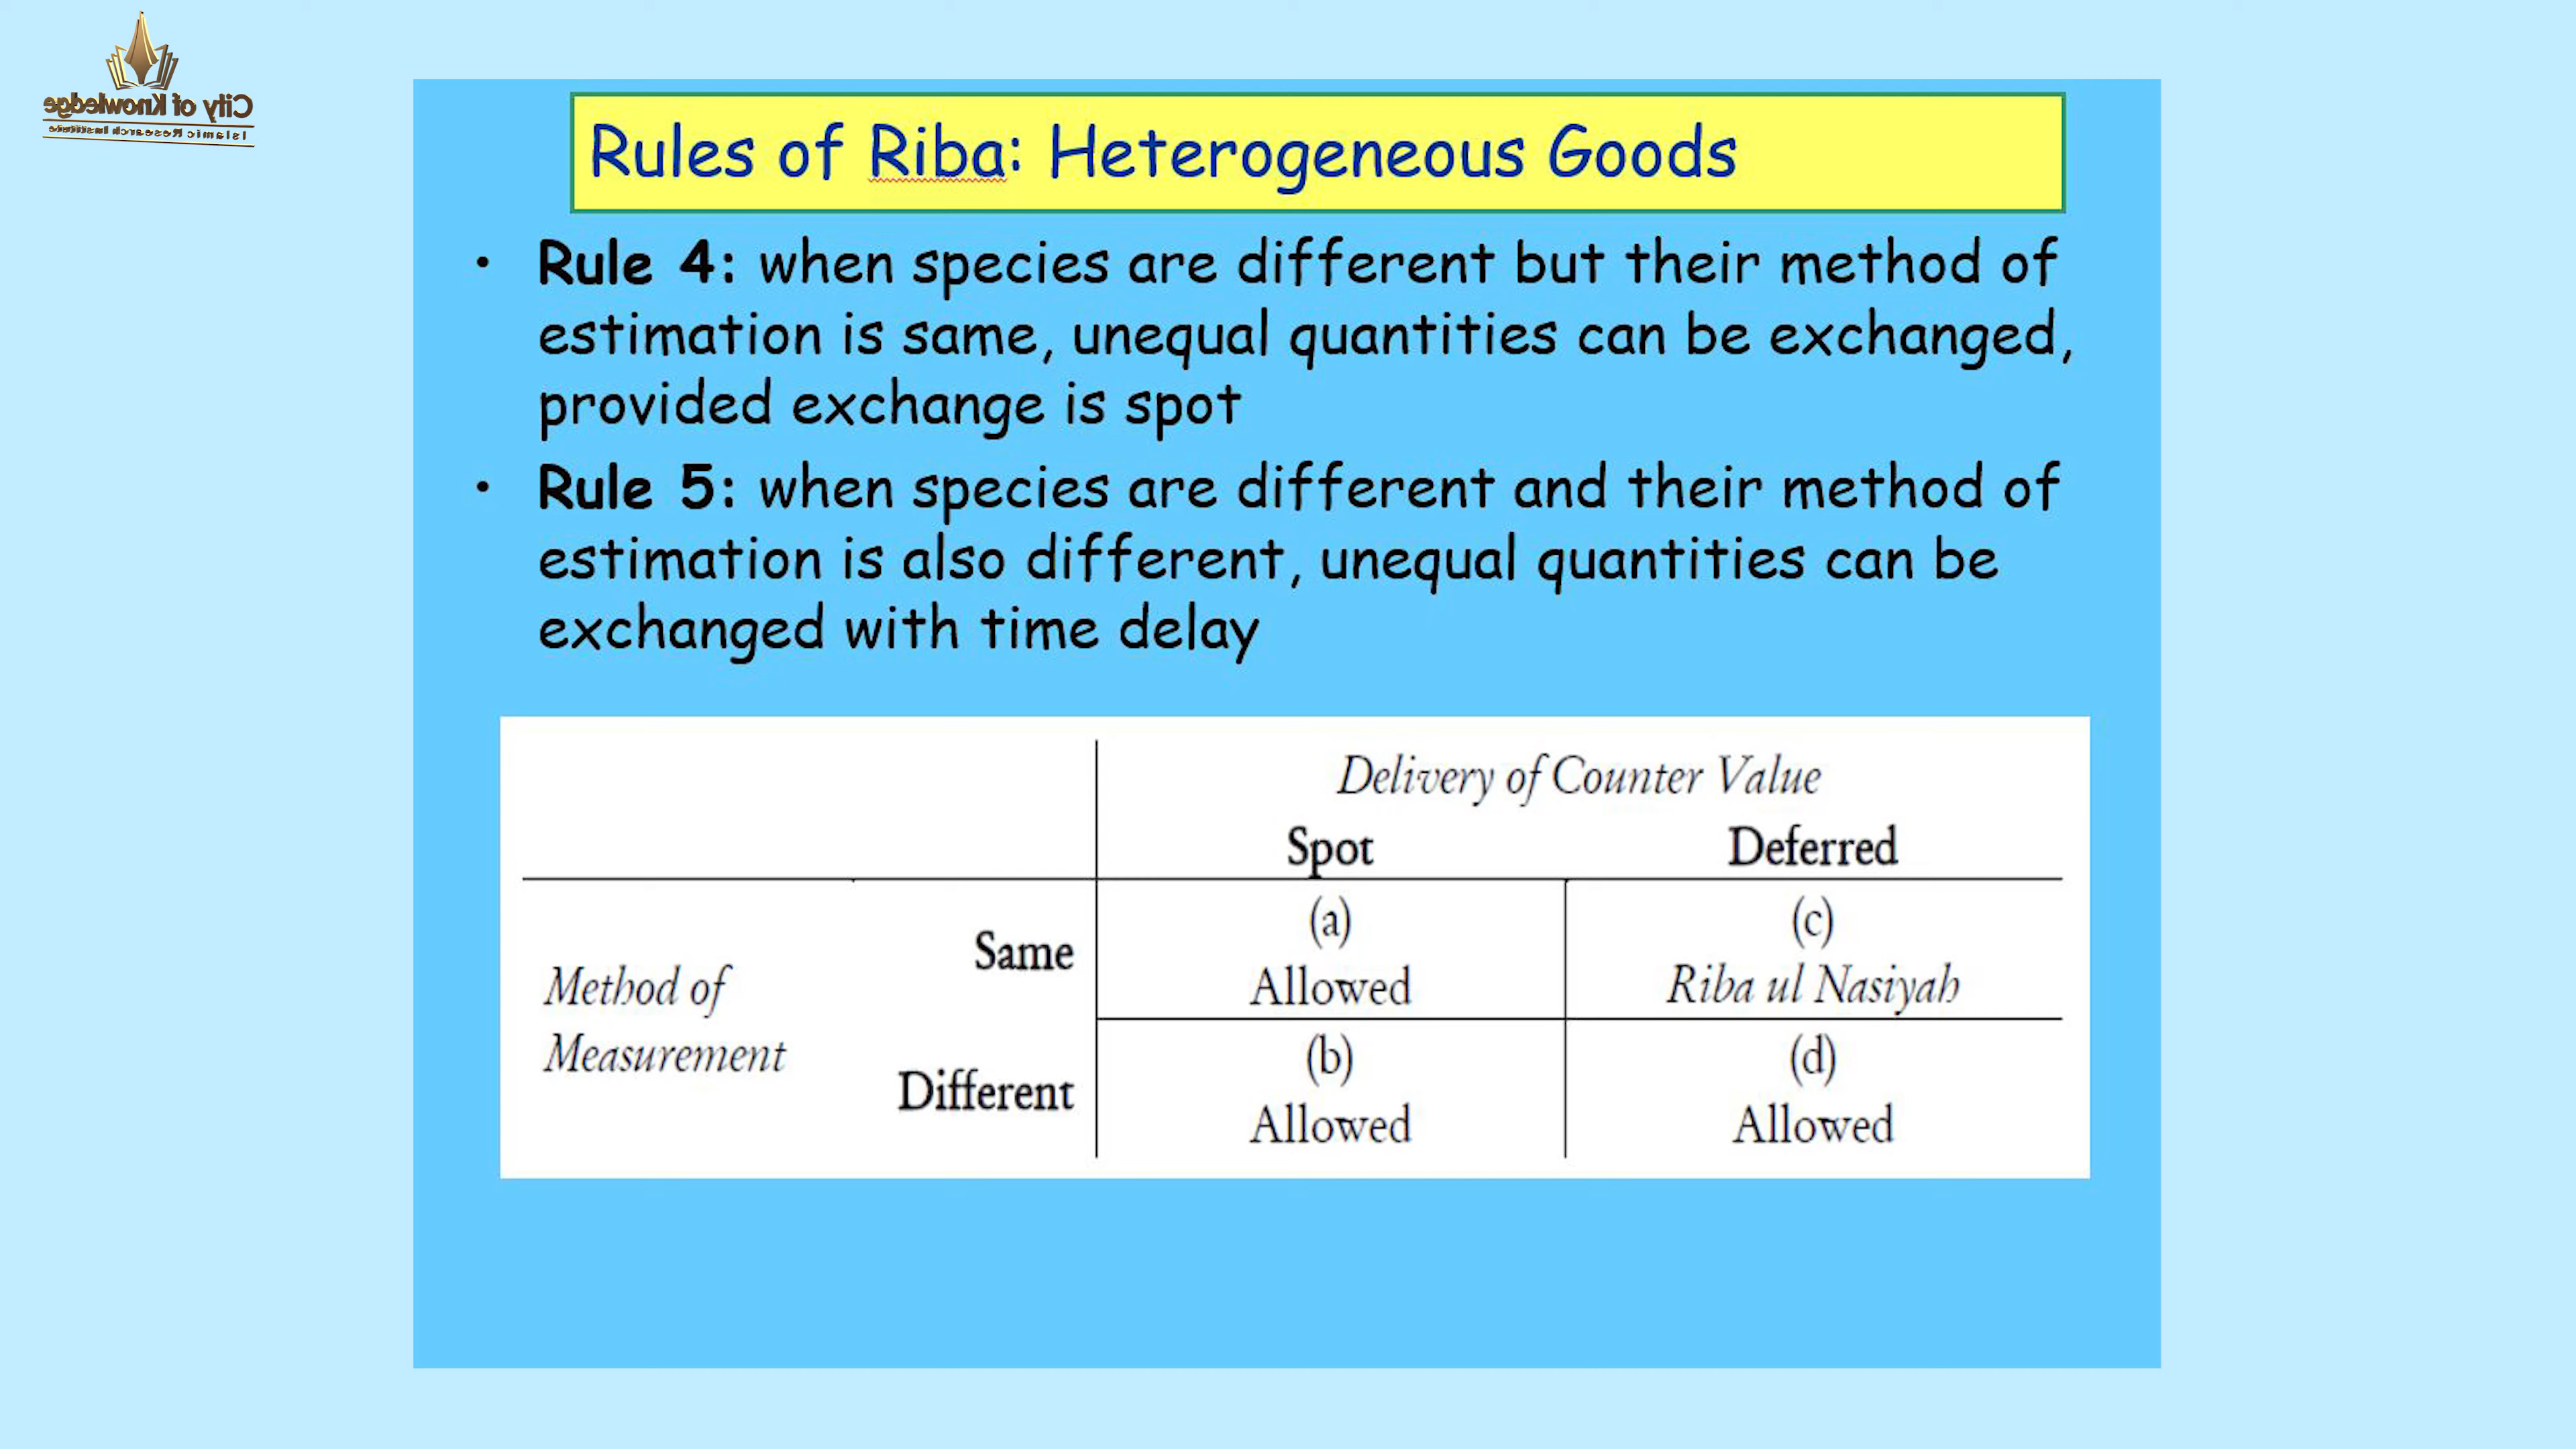 City of Knowledge
Islamic Research Institute
Rules of Riba: Heterogeneous Goods
• Rule 4: when species are different but their method of
estimation is same, unequal quantities can be exchanged,
provided exchange is spot
• Rule 5: when species are different and their method of
estimation is also different, unequal quantities can be
exchanged with time delay
Delivery of Counter Value
Spot Deferred
(a) (c)
Same
Allowed Riba ul Nasiyah
Method of
Measurement
(b) (d)
Different
Allowed Allowed